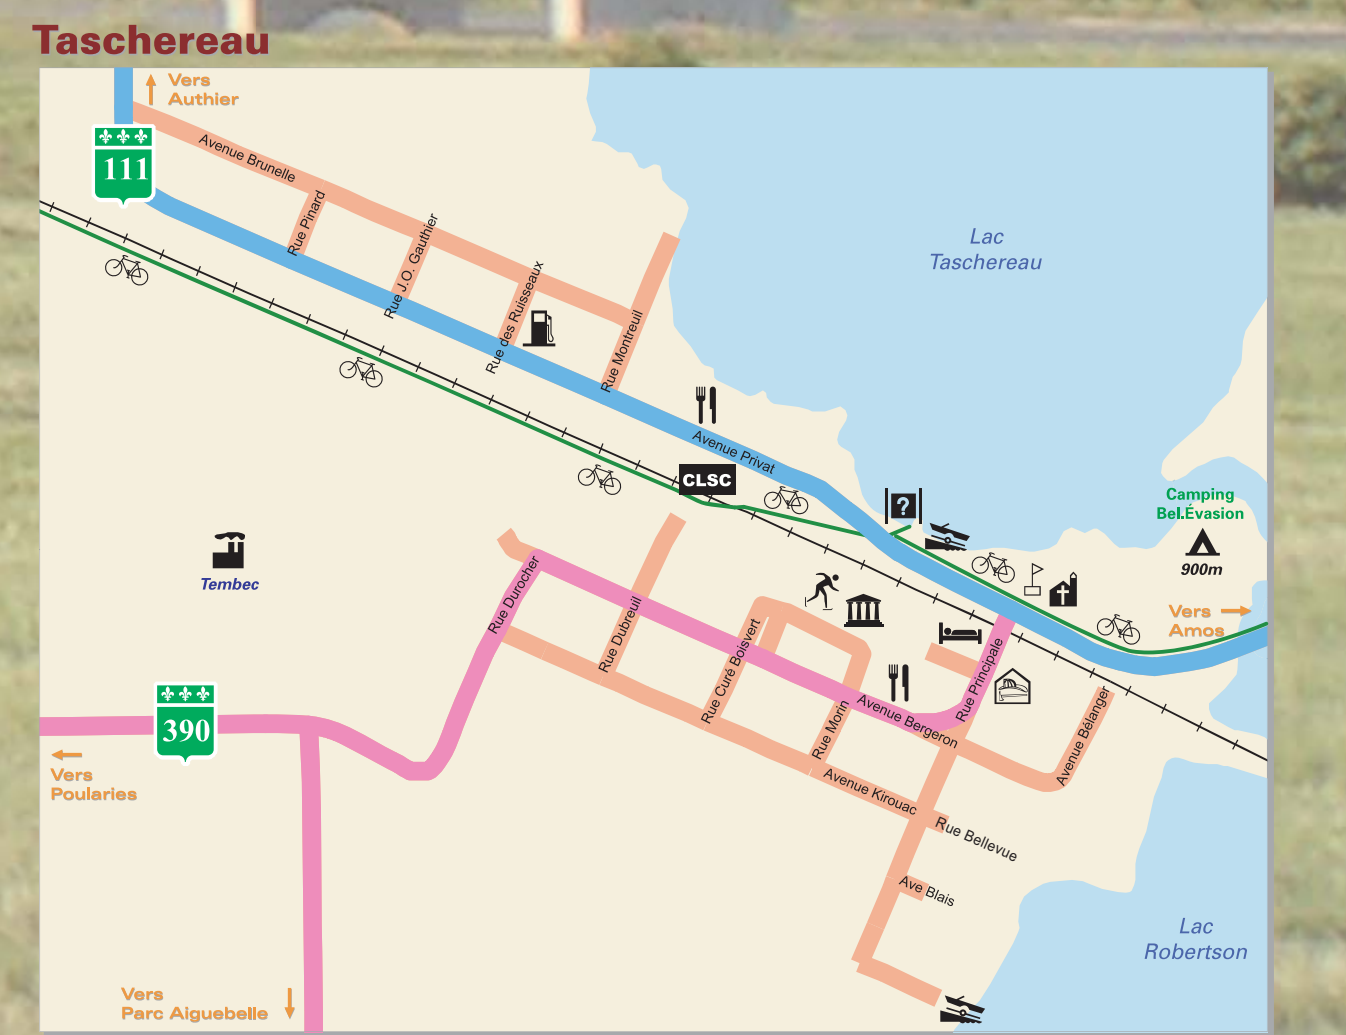 Taschereau
Vers
Authier
111
Avenue Brunelle
Rue Pinard
Rue J.O. Gauthier
Rue des Ruisseaux
Rue Montreuil
Lac
Taschereau
Avenue Privat
CLSC
?
Camping
Bel.Évasion
900m
Vers
Amos
Tembec
Rue Durocher
Rue Dubreuil
Rue Curé Boisvert
Rue Morin
Avenue Bergeron
Rue Principale
Avenue Bélanger
390
Vers
Poularies
Avenue Kirouac
Rue Bellevue
Ave Blais
Lac
Robertson
Vers
Parc Aiguebelle